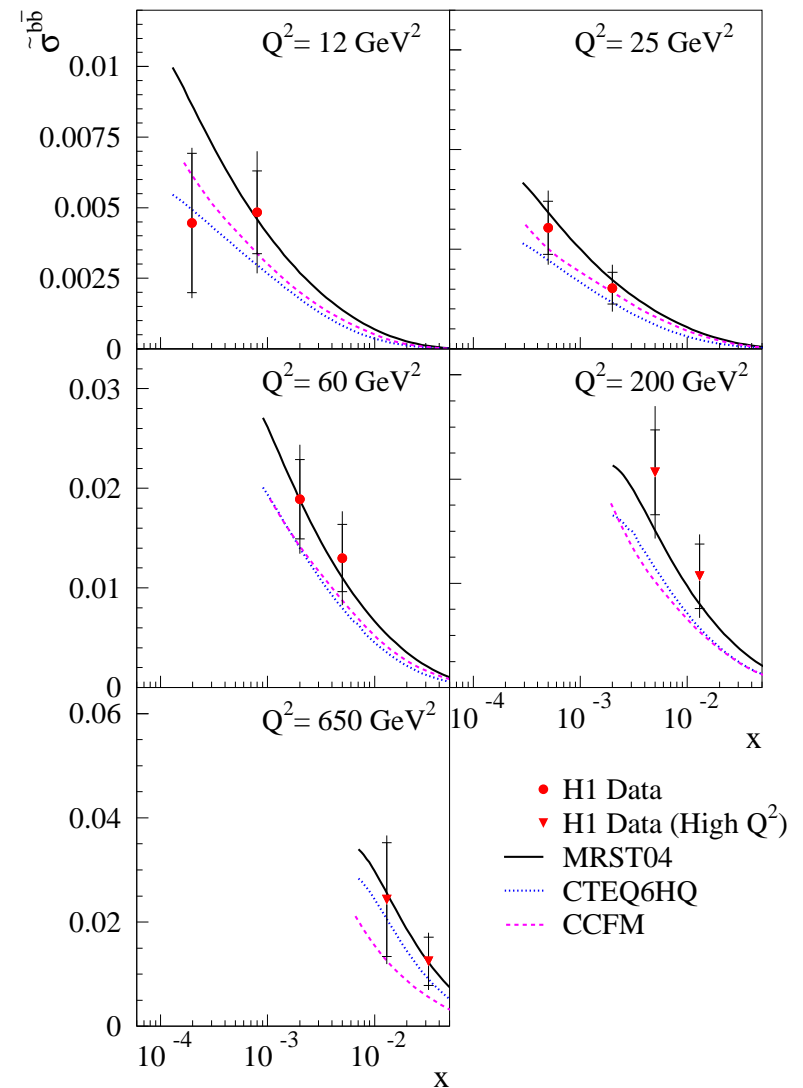 σ̃ᵇᵇ̄
Q²= 12 GeV²
Q²= 25 GeV²
0.01
0.0075
0.005
0.0025
0
Q²= 60 GeV²
Q²= 200 GeV²
0.03
0.02
0.01
0
Q²= 650 GeV²
10⁻⁴ 10⁻³ 10⁻²
x
0.06
0.04
0.02
0
10⁻⁴ 10⁻³ 10⁻²
x
H1 Data
H1 Data (High Q²)
MRST04
CTEQ6HQ
CCFM